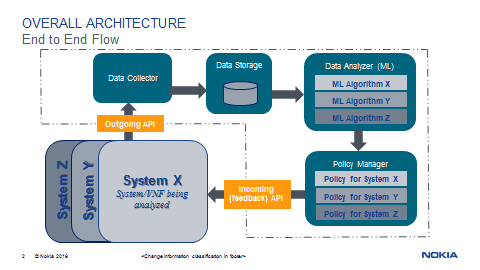 OVERALL ARCHITECTURE
End to End Flow
Data Collector
Data Storage
Data Analyzer (ML)
ML Algorithm X
ML Algorithm Y
ML Algorithm Z
Outgoing API
Policy Manager
Policy for System X
Policy for System Y
Policy for System Z
Incoming
(feedback) API
System Z
System Y
System X
System/VNF being
analyzed
2 © Nokia 2016 <Change information classification in footer>
NOKIA